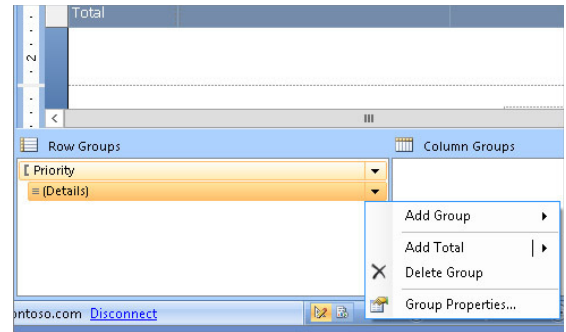 Total
2
Row Groups
Column Groups
Priority
(Details)
Add Group
Add Total
Delete Group
Group Properties...
ntoso.com Disconnect